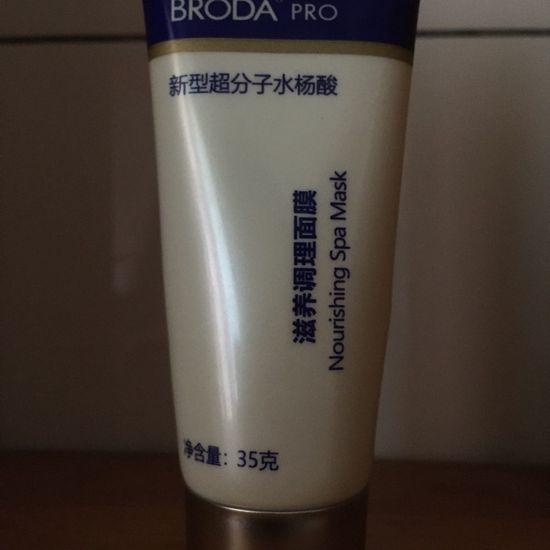 BRODA® PRO
新型超分子水杨酸
滋养调理面膜
Nourishing Spa Mask
净含量：35克